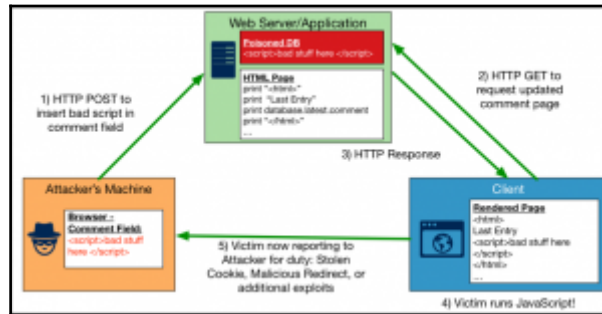 Web Server/Application
Poisoned DB
<script>bad stuff here </script>
HTML Page
print "<html>"
print "Last Entry"
print database.latest.comment
print "</html>"
...
1) HTTP POST to
insert bad script in
comment field
2) HTTP GET to
request updated
comment page
3) HTTP Response
Attacker's Machine
Browser -
Comment Field:
<script>bad stuff
here </script>
5) Victim now reporting to
Attacker for duty: Stolen
Cookie, Malicious Redirect, or
additional exploits
Client
Rendered Page
<html>
Last Entry
<script>bad stuff here
</script>
</html>
...
4) Victim runs JavaScript!